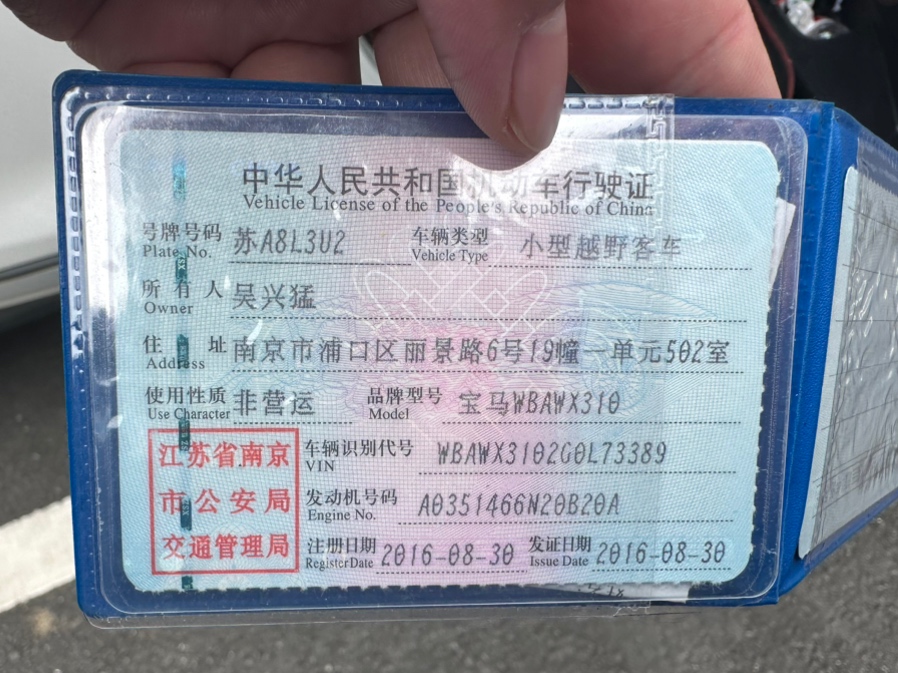 中华人民共和国机动车行驶证
Vehicle License of the People's Republic of China
号牌号码 苏A8L3U2 车辆类型 小型越野客车
Plate No. Vehicle Type
所有人 吴兴猛
Owner
住址 南京市浦口区丽景路6号19幢一单元502室
Address
使用性质 非营运 品牌型号 宝马WBAWX310
Use Character Model
江苏省南京
市公安局
交通管理局
车辆识别代号 WBAWX3102G0L73389
VIN
发动机号码 A0351466N20B20A
Engine No.
注册日期 2016-08-30 发证日期 2016-08-30
Register Date Issue Date